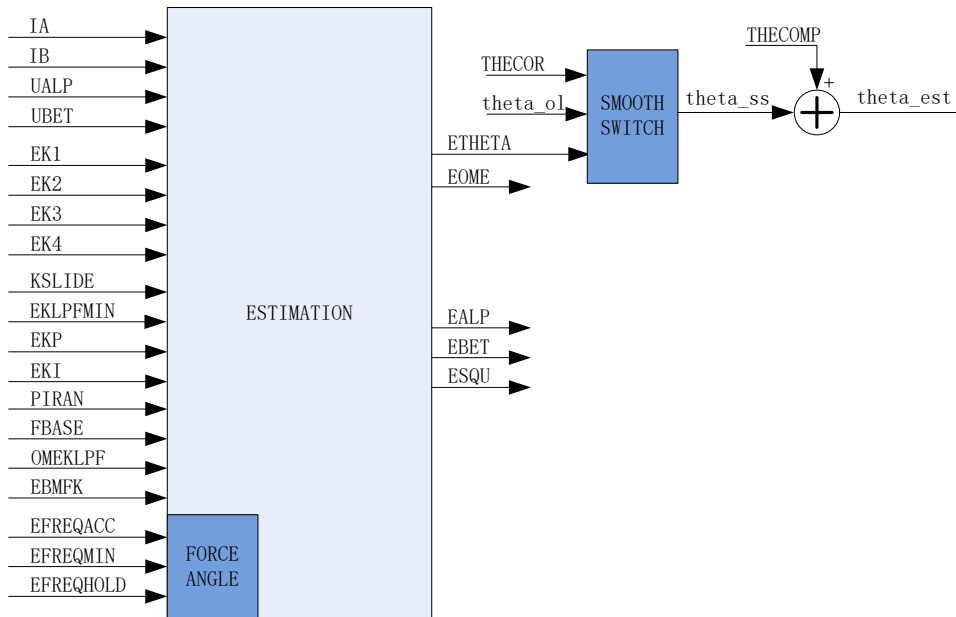 IA
IB
UALP
UBET
EK1
EK2
EK3
EK4
KSLIDE
EKLPFMIN
EKP
EKI
PIRAN
FBASE
OMEKLPF
EBMFK
EFREQACC
EFREQMIN
EFREQHOLD
FORCE
ANGLE
ESTIMATION
ETHETA
EOME
EALP
EBET
ESQU
THECOR
theta_ol
SMOOTH
SWITCH
theta_ss
THECOMP
+
theta_est